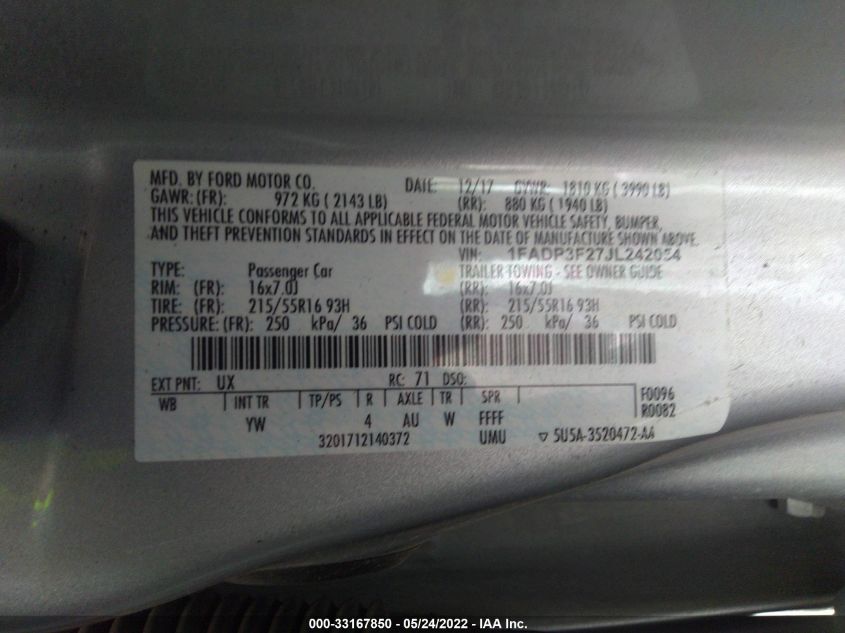 MFD. BY FORD MOTOR CO. DATE: 12/17 GVWR: 1810 KG ( 3990 LB)
GAWR: (FR): 972 KG ( 2143 LB) (RR): 880 KG ( 1940 LB)
THIS VEHICLE CONFORMS TO ALL APPLICABLE FEDERAL MOTOR VEHICLE SAFETY, BUMPER,
AND THEFT PREVENTION STANDARDS IN EFFECT ON THE DATE OF MANUFACTURE SHOWN ABOVE.
VIN: 1FADP3F27JL242054
TYPE: Passenger Car TRAILER TOWING - SEE OWNER GUIDE
RIM: (FR): 16x7.0J (RR): 16x7.0J
TIRE: (FR): 215/55R16 93H (RR): 215/55R16 93H
PRESSURE: (FR): 250 kPa/ 36 PSI COLD (RR): 250 kPa/ 36 PSI COLD
EXT PNT: UX RC: 71 DSO:
WB INT TR TP/PS R AXLE TR SPR F0096
YW 4 AU W FFFF R0082
3201712140372 UMU ▽ 5U5A-3520472-AA
000-33167850 - 05/24/2022 - IAA Inc.